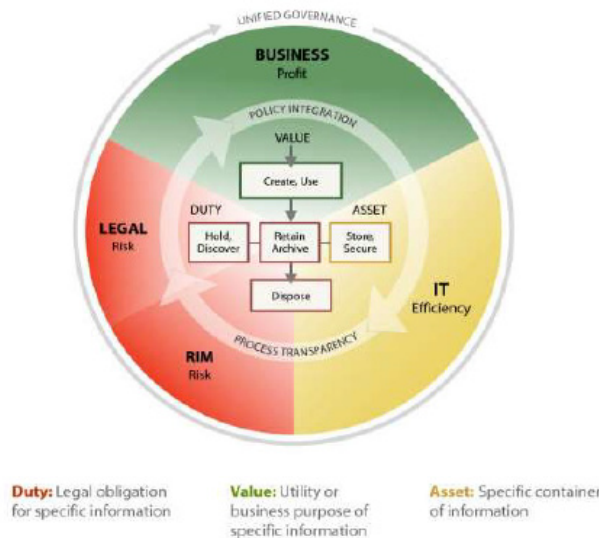 UNIFIED GOVERNANCE
BUSINESS
Profit
POLICY INTEGRATION
VALUE
Create, Use
DUTY
ASSET
Hold,
Discover
Retain
Archive
Store,
Secure
Dispose
LEGAL
Risk
IT
Efficiency
RIM
Risk
PROCESS TRANSPARENCY
Duty: Legal obligation
for specific information
Value: Utility or
business purpose of
specific information
Asset: Specific container
of information